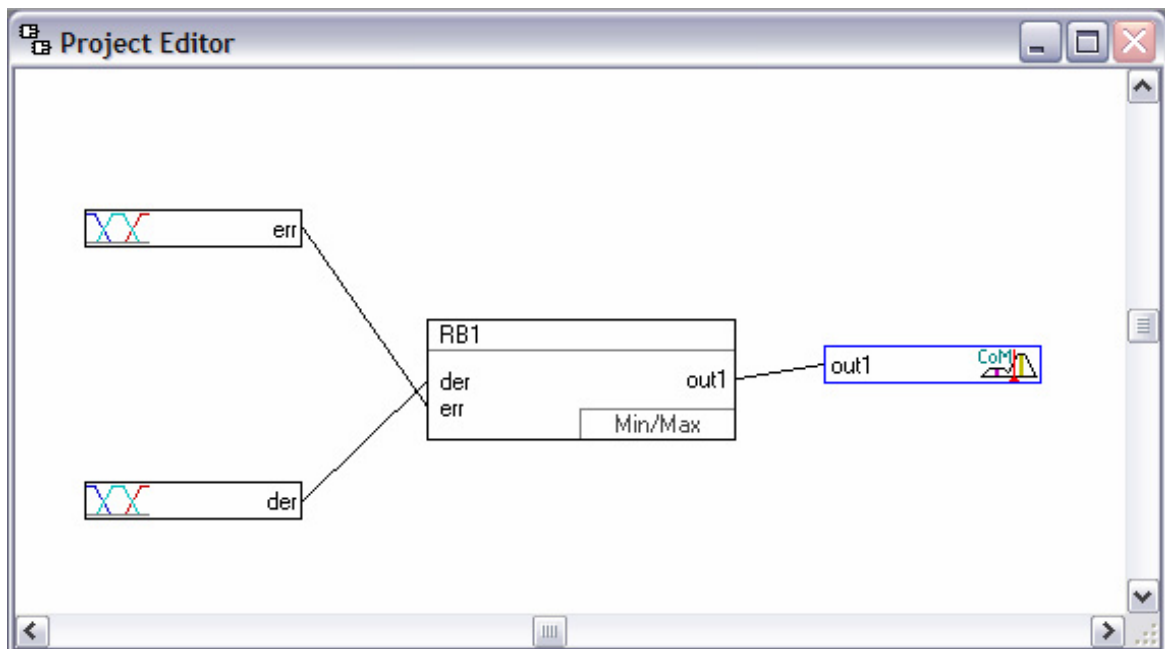 Project Editor
err
RB1
der
err
out1
Min/Max
out1
CoM
der